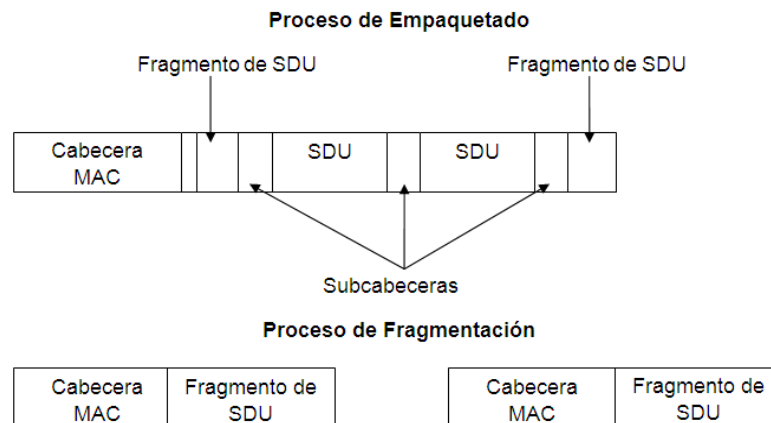 Proceso de Empaquetado
Fragmento de SDU
Fragmento de SDU
Cabecera
MAC
SDU
SDU
Subcabeceras
Proceso de Fragmentación
Cabecera
MAC
Fragmento de
SDU
Cabecera
MAC
Fragmento de
SDU